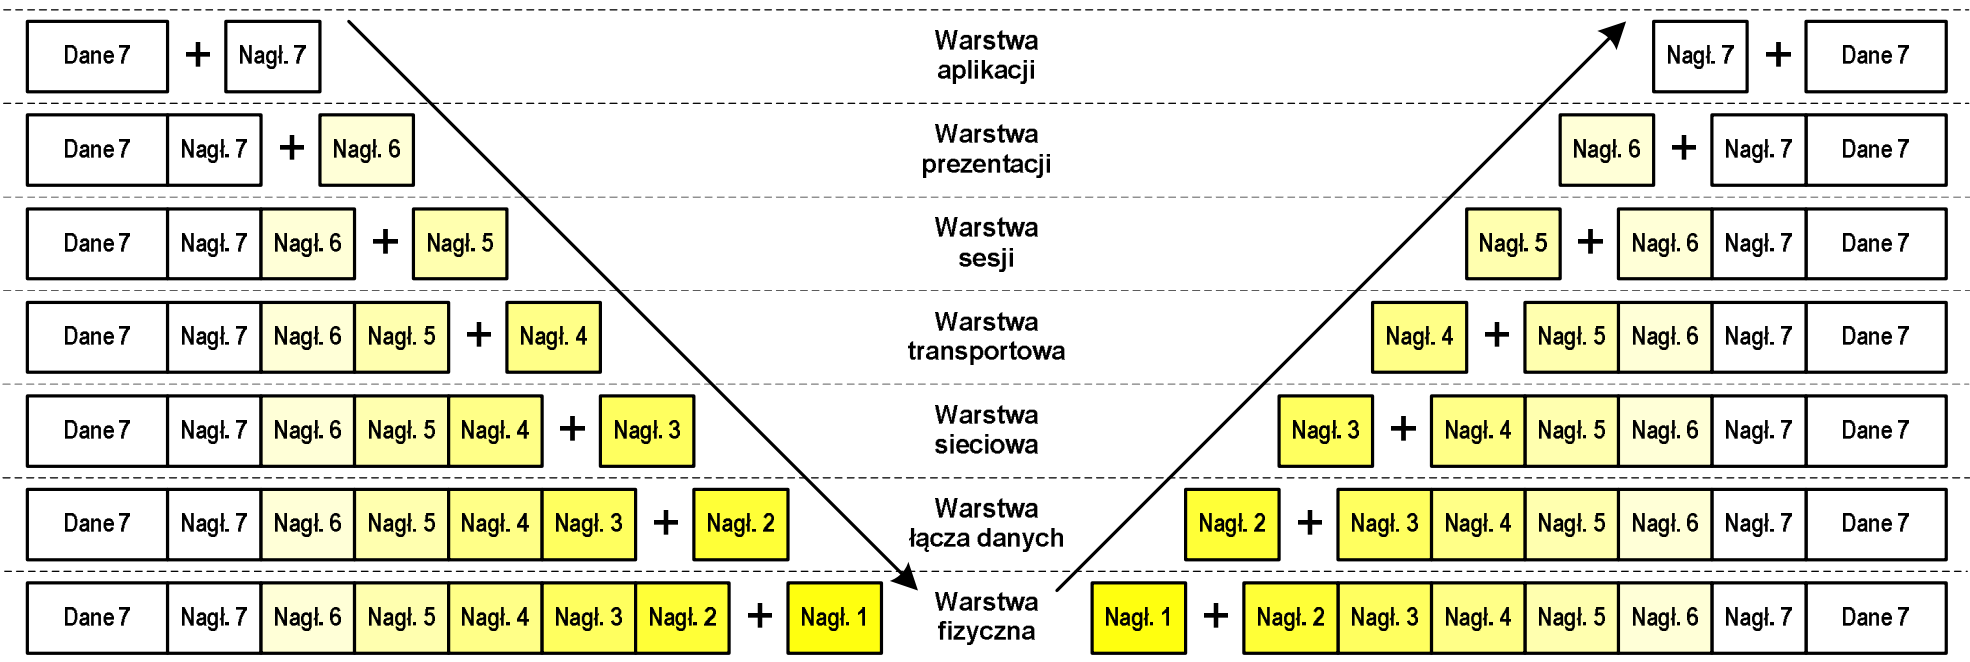 Dane 7 + Nagł. 7 Warstwa aplikacji Nagł. 7 + Dane 7
Dane 7 Nagł. 7 + Nagł. 6 Warstwa prezentacji Nagł. 6 + Nagł. 7 Dane 7
Dane 7 Nagł. 7 Nagł. 6 + Nagł. 5 Warstwa sesji Nagł. 5 + Nagł. 6 Nagł. 7 Dane 7
Dane 7 Nagł. 7 Nagł. 6 Nagł. 5 + Nagł. 4 Warstwa transportowa Nagł. 4 + Nagł. 5 Nagł. 6 Nagł. 7 Dane 7
Dane 7 Nagł. 7 Nagł. 6 Nagł. 5 Nagł. 4 + Nagł. 3 Warstwa sieciowa Nagł. 3 + Nagł. 4 Nagł. 5 Nagł. 6 Nagł. 7 Dane 7
Dane 7 Nagł. 7 Nagł. 6 Nagł. 5 Nagł. 4 Nagł. 3 + Nagł. 2 Warstwa łącza danych Nagł. 2 + Nagł. 3 Nagł. 4 Nagł. 5 Nagł. 6 Nagł. 7 Dane 7
Dane 7 Nagł. 7 Nagł. 6 Nagł. 5 Nagł. 4 Nagł. 3 Nagł. 2 + Nagł. 1 Warstwa fizyczna Nagł. 1 + Nagł. 2 Nagł. 3 Nagł. 4 Nagł. 5 Nagł. 6 Nagł. 7 Dane 7